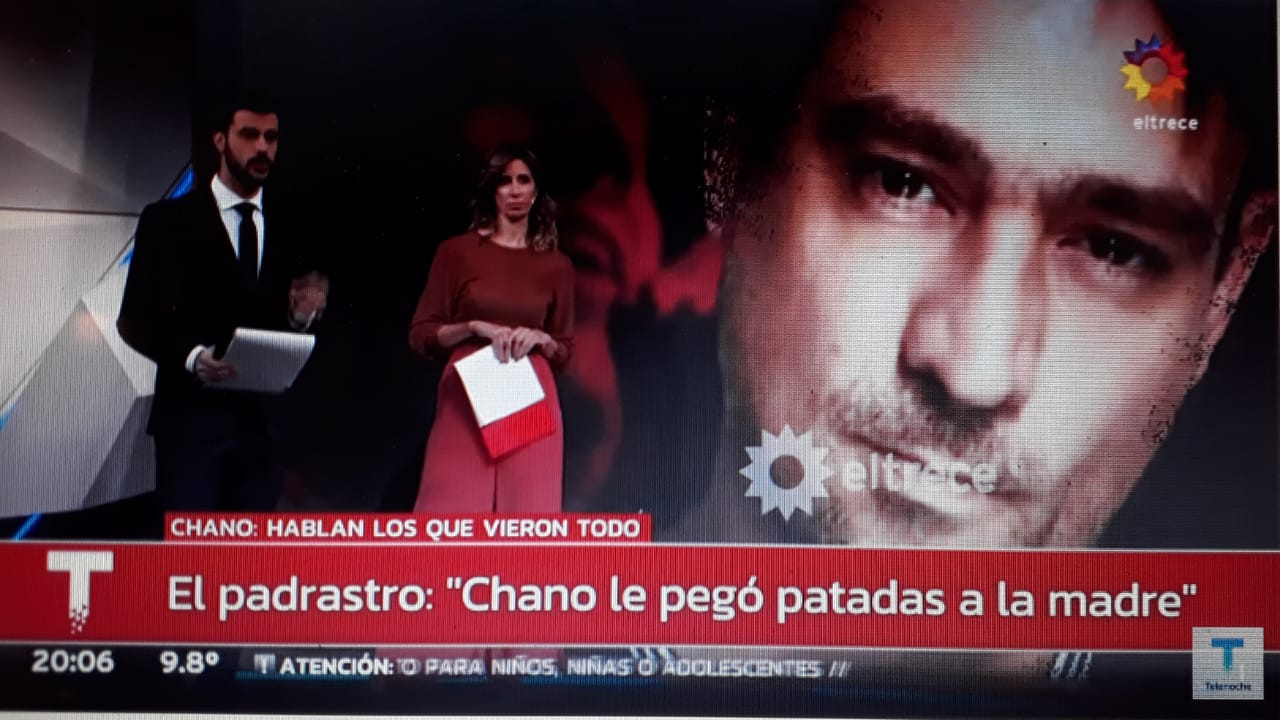 eltrece
eltrece
CHANO: HABLAN LOS QUE VIERON TODO
T
El padrastro: "Chano le pegó patadas a la madre"
20:06 9.8º T ATENCIÓN: O PARA NIÑOS, NIÑAS O ADOLESCENTES //
T
Telenoche